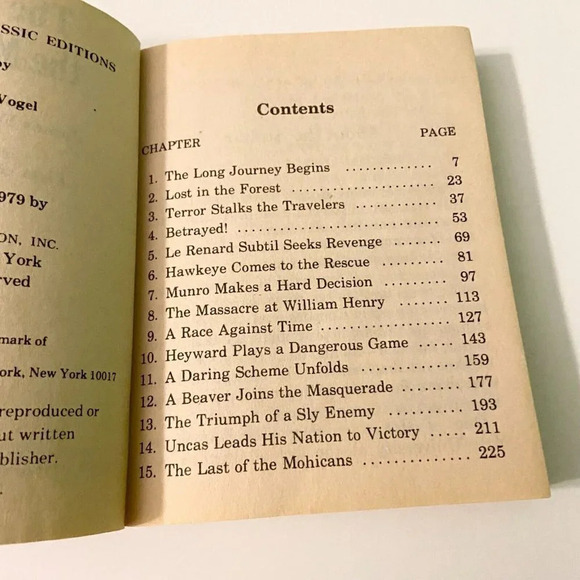 SSIC EDITIONS
by
Vogel
979 by
ON, INC.
York
rved
mark of
ork, New York 10017
reproduced or
ut written
blisher.
Contents
CHAPTER PAGE
1. The Long Journey Begins ............ 7
2. Lost in the Forest .................. 23
3. Terror Stalks the Travelers .......... 37
4. Betrayed! .......................... 53
5. Le Renard Subtil Seeks Revenge ..... 69
6. Hawkeye Comes to the Rescue ...... 81
7. Munro Makes a Hard Decision ...... 97
8. The Massacre at William Henry .... 113
9. A Race Against Time .............. 127
10. Heyward Plays a Dangerous Game .. 143
11. A Daring Scheme Unfolds .......... 159
12. A Beaver Joins the Masquerade ..... 177
13. The Triumph of a Sly Enemy ....... 193
14. Uncas Leads His Nation to Victory .. 211
15. The Last of the Mohicans ........... 225